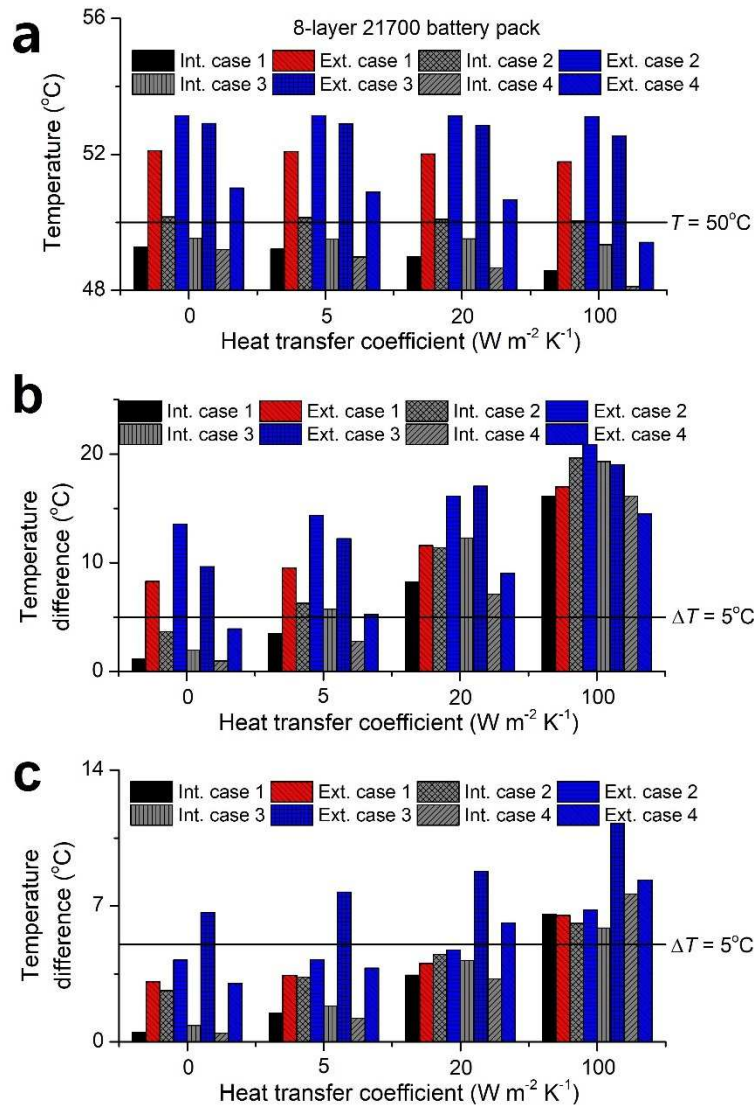 a
56
8-layer 21700 battery pack
Int. case 1 Ext. case 1 Int. case 2 Ext. case 2
Int. case 3 Ext. case 3 Int. case 4 Ext. case 4
Temperature (°C)
52
T = 50°C
48
0 5 20 100
Heat transfer coefficient (W m⁻² K⁻¹)
b
Int. case 1 Ext. case 1 Int. case 2 Ext. case 2
Int. case 3 Ext. case 3 Int. case 4 Ext. case 4
20
Temperature
difference (°C)
10
ΔT = 5°C
0
0 5 20 100
Heat transfer coefficient (W m⁻² K⁻¹)
c
14
Int. case 1 Ext. case 1 Int. case 2 Ext. case 2
Int. case 3 Ext. case 3 Int. case 4 Ext. case 4
Temperature
difference (°C)
7
ΔT = 5°C
0
0 5 20 100
Heat transfer coefficient (W m⁻² K⁻¹)